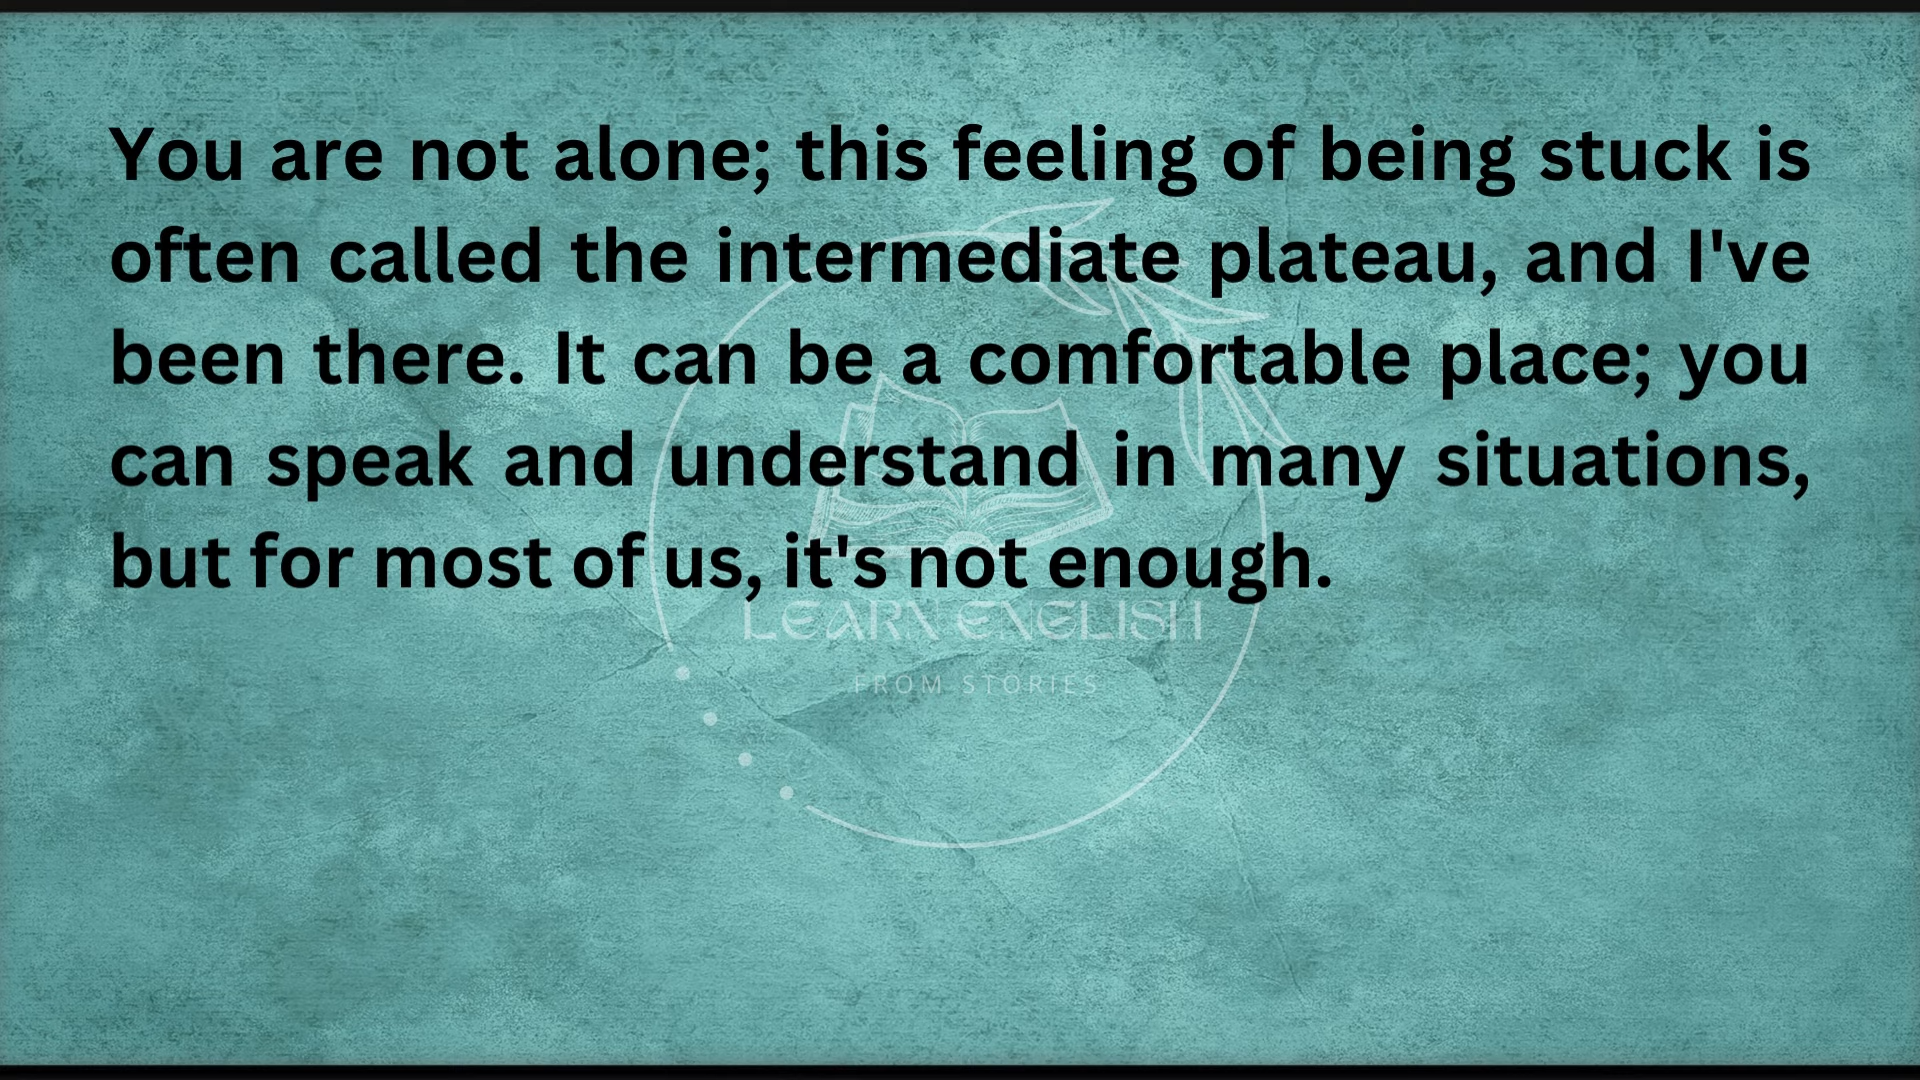 You are not alone; this feeling of being stuck is
often called the intermediate plateau, and I've
been there. It can be a comfortable place; you
can speak and understand in many situations,
but for most of us, it's not enough.
LEARN ENGLISH
FROM STORIES